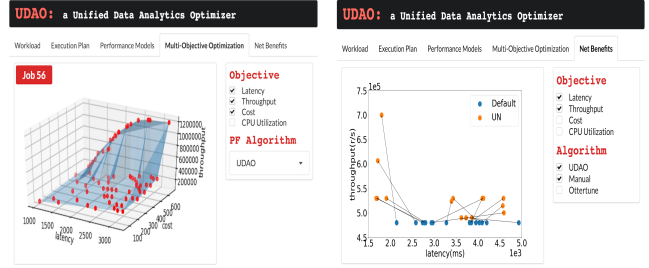 UDAO: a Unified Data Analytics Optimizer
Workload Execution Plan Performance Models Multi-Objective Optimization Net Benefits
Job 56
1200000
1000000
800000
600000
400000
200000
throughput
1000 1500 2000 2500 3000
latency
100 200 300 400 500 600
cost
Objective
Latency
Throughput
Cost
CPU Utilization
PF Algorithm
UDAO
UDAO: a Unified Data Analytics Optimizer
Workload Execution Plan Performance Models Multi-Objective Optimization Net Benefits
1e5
7.5
7.0
6.5
6.0
5.5
5.0
4.5
throughput(r/s)
Default
UN
1.5 2.0 2.5 3.0 3.5 4.0 4.5 5.0
1e3
latency(ms)
Objective
Latency
Throughput
Cost
CPU Utilization
Algorithm
UDAO
Manual
Ottertune